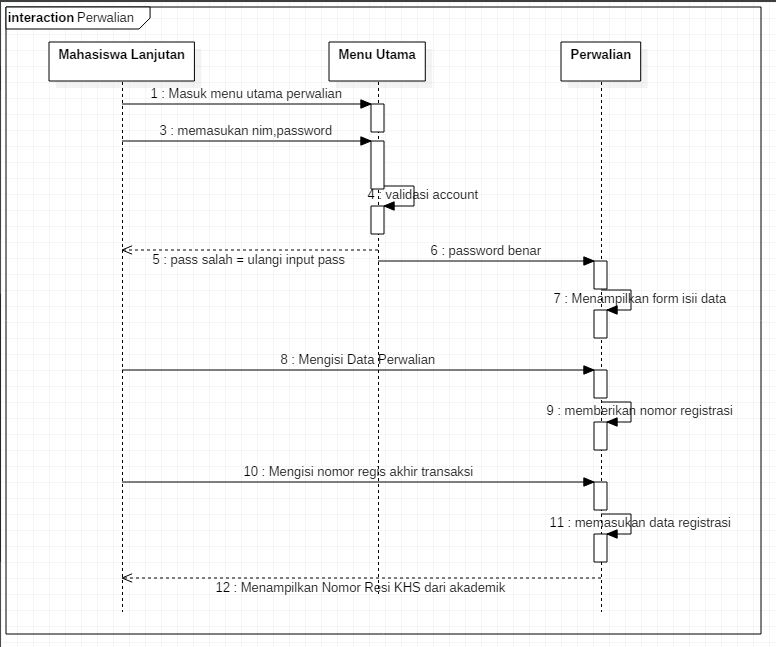 interaction Perwalian
Mahasiswa Lanjutan
Menu Utama
Perwalian
1 : Masuk menu utama perwalian
3 : memasukan nim,password
4 : validasi account
5 : pass salah = ulangi input pass
6 : password benar
7 : Menampilkan form isii data
8 : Mengisi Data Perwalian
9 : memberikan nomor registrasi
10 : Mengisi nomor regis akhir transaksi
11 : memasukan data registrasi
12 : Menampilkan Nomor Resi KHS dari akademik